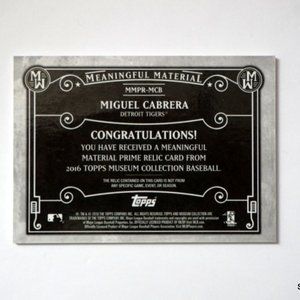 MEANINGFUL MATERIAL
MMPR-MCB
MIGUEL CABRERA
DETROIT TIGERS®
CONGRATULATIONS!
YOU HAVE RECEIVED A MEANINGFUL
MATERIAL PRIME RELIC CARD FROM
2016 TOPPS MUSEUM COLLECTION BASEBALL.
THE RELIC CONTAINED ON THIS CARD IS NOT FROM
ANY SPECIFIC GAME, EVENT, OR SEASON.
Topps